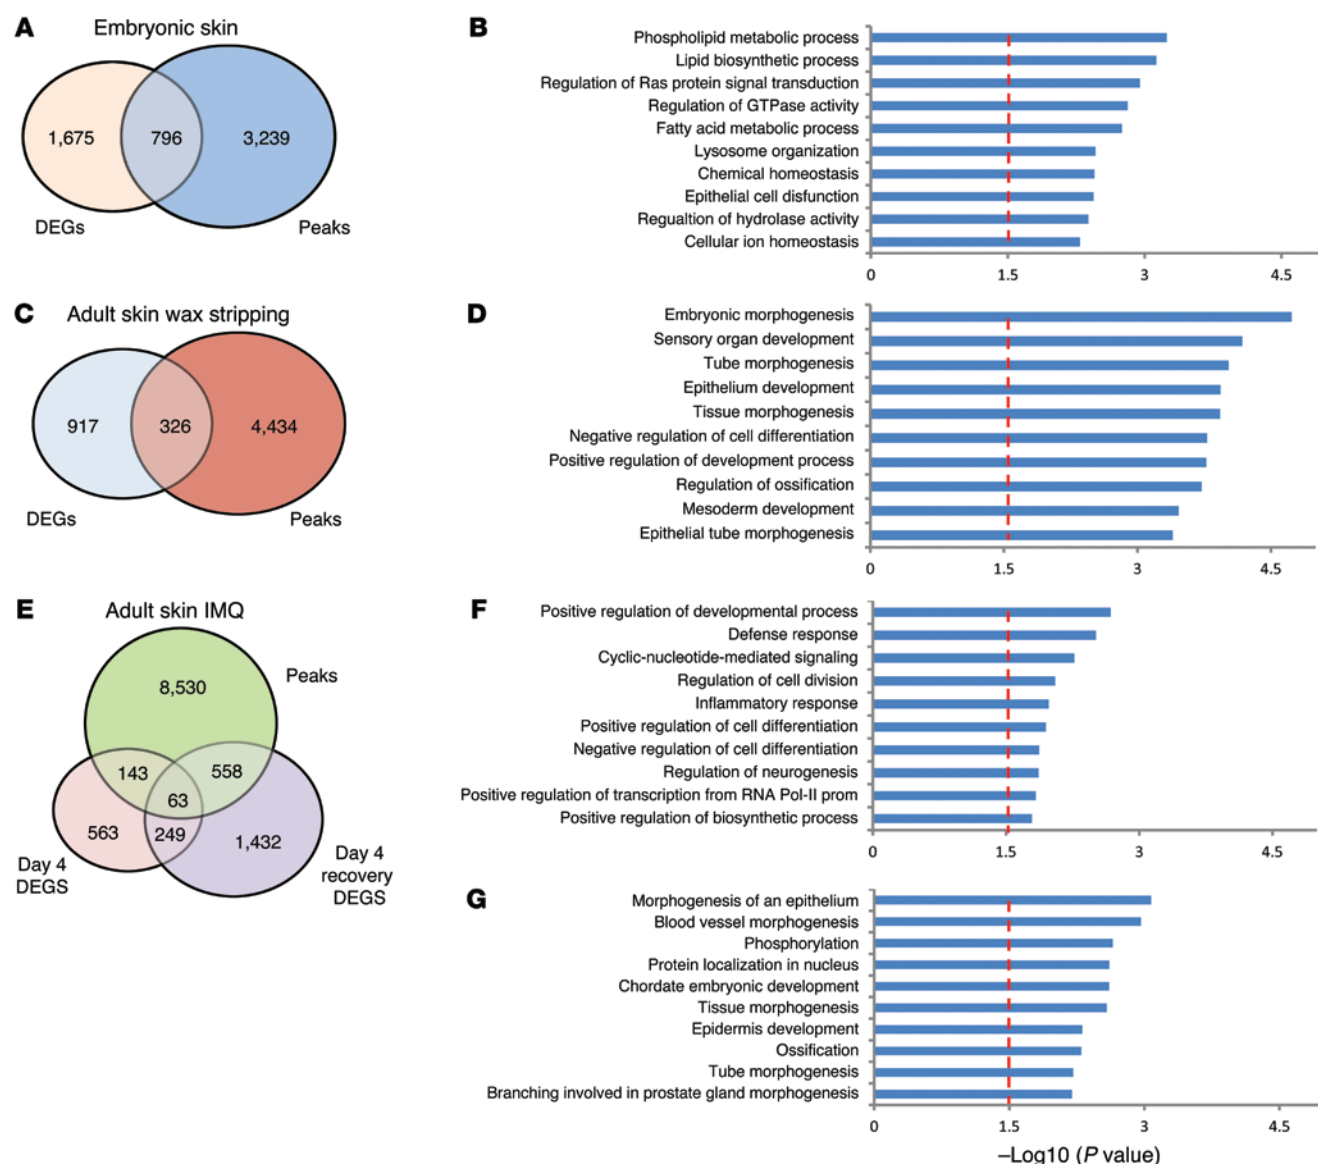 A
Embryonic skin
1,675
796
3,239
DEGs
Peaks
B
Phospholipid metabolic process
Lipid biosynthetic process
Regulation of Ras protein signal transduction
Regulation of GTPase activity
Fatty acid metabolic process
Lysosome organization
Chemical homeostasis
Epithelial cell disfunction
Regualtion of hydrolase activity
Cellular ion homeostasis
0 1.5 3 4.5
C
Adult skin wax stripping
917
326
4,434
DEGs
Peaks
D
Embryonic morphogenesis
Sensory organ development
Tube morphogenesis
Epithelium development
Tissue morphogenesis
Negative regulation of cell differentiation
Positive regulation of development process
Regulation of ossification
Mesoderm development
Epithelial tube morphogenesis
0 1.5 3 4.5
E
Adult skin IMQ
8,530
Peaks
143
558
63
563
249
1,432
Day 4
DEGS
Day 4
recovery
DEGS
F
Positive regulation of developmental process
Defense response
Cyclic-nucleotide-mediated signaling
Regulation of cell division
Inflammatory response
Positive regulation of cell differentiation
Negative regulation of cell differentiation
Regulation of neurogenesis
Positive regulation of transcription from RNA Pol-II prom
Positive regulation of biosynthetic process
0 1.5 3 4.5
G
Morphogenesis of an epithelium
Blood vessel morphogenesis
Phosphorylation
Protein localization in nucleus
Chordate embryonic development
Tissue morphogenesis
Epidermis development
Ossification
Tube morphogenesis
Branching involved in prostate gland morphogenesis
0 1.5 3 4.5
–Log10 (P value)